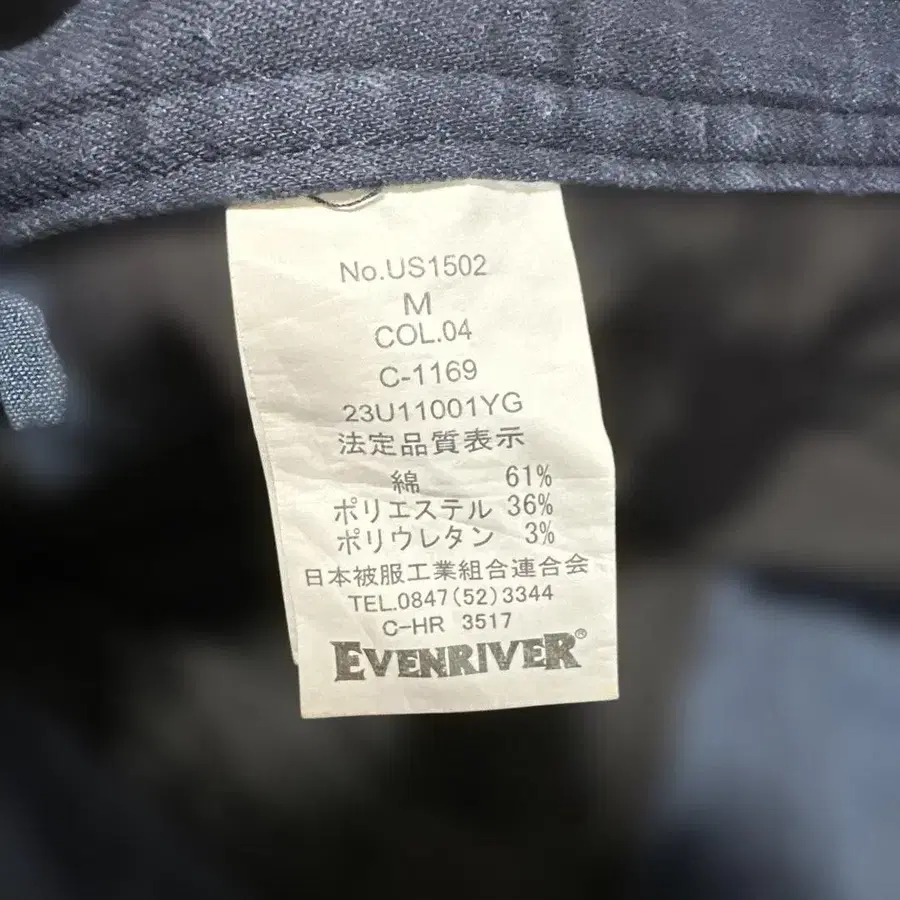 No.US1502
M
COL.04
C-1169
23U11001YG
法定品質表示
綿 61%
ポリエステル 36%
ポリウレタン 3%
日本被服工業組合連合会
TEL.0847(52)3344
C-HR 3517
EVENRIVER®